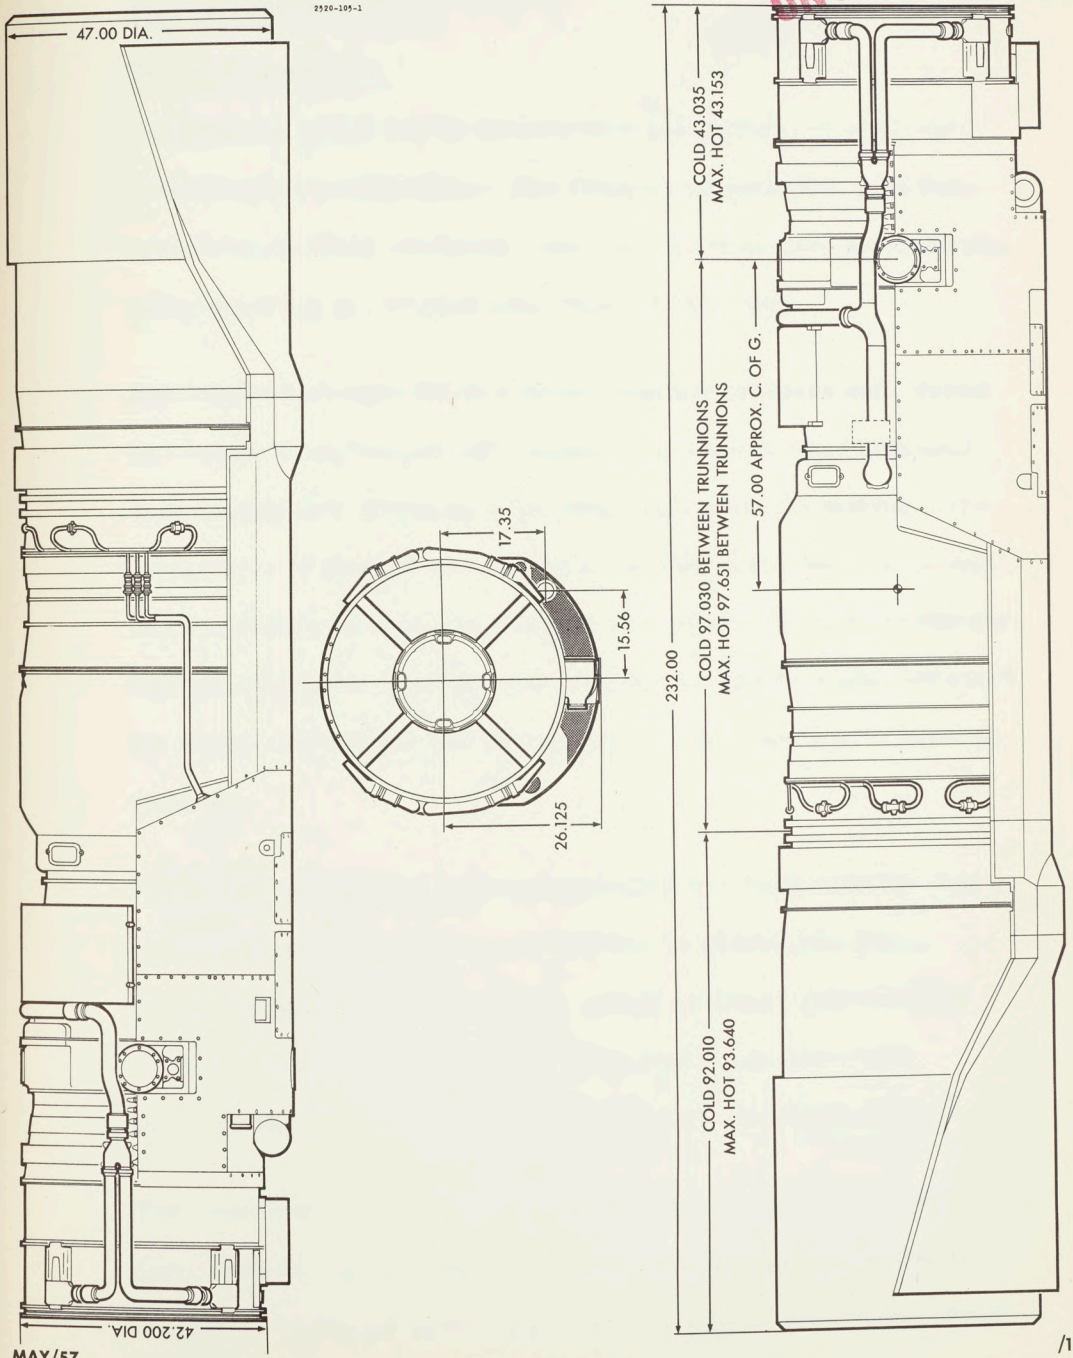 2520-105-1
47.00 DIA.
42.200 DIA.
17.35
15.56
26.125
232.00
COLD 43.035
MAX. HOT 43.153
COLD 97.030 BETWEEN TRUNNIONS
MAX. HOT 97.651 BETWEEN TRUNNIONS
57.00 APPROX. C. OF G.
COLD 92.010
MAX. HOT 93.640
MAX/57
/1